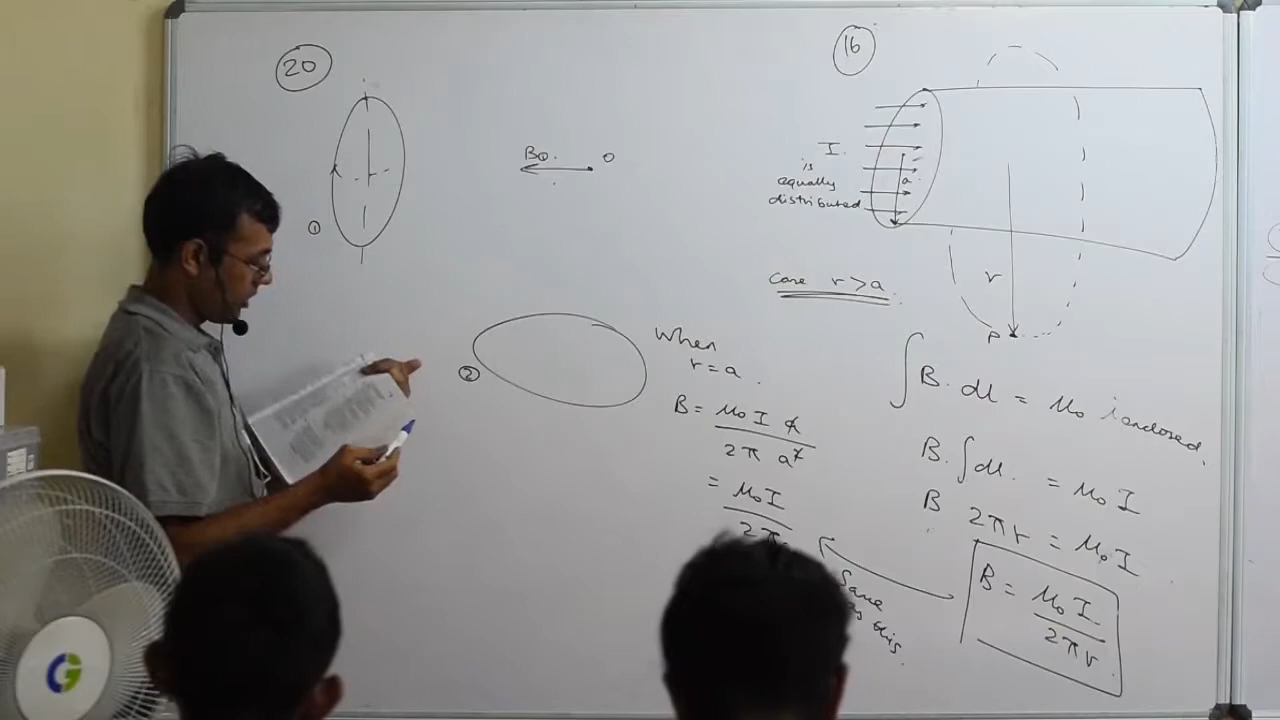 20
①
B① . O
②
When
r = a .
B = μ₀ I a
2π a²
= μ₀ I
2π
16
I .
is
equally
distributed
a
r
P
Case r > a .
∫ B . dl = μ₀ i enclosed .
B . ∫ dl . = μ₀ I
B 2πr = μ₀ I
B = μ₀ I
2πr
Same
as this .